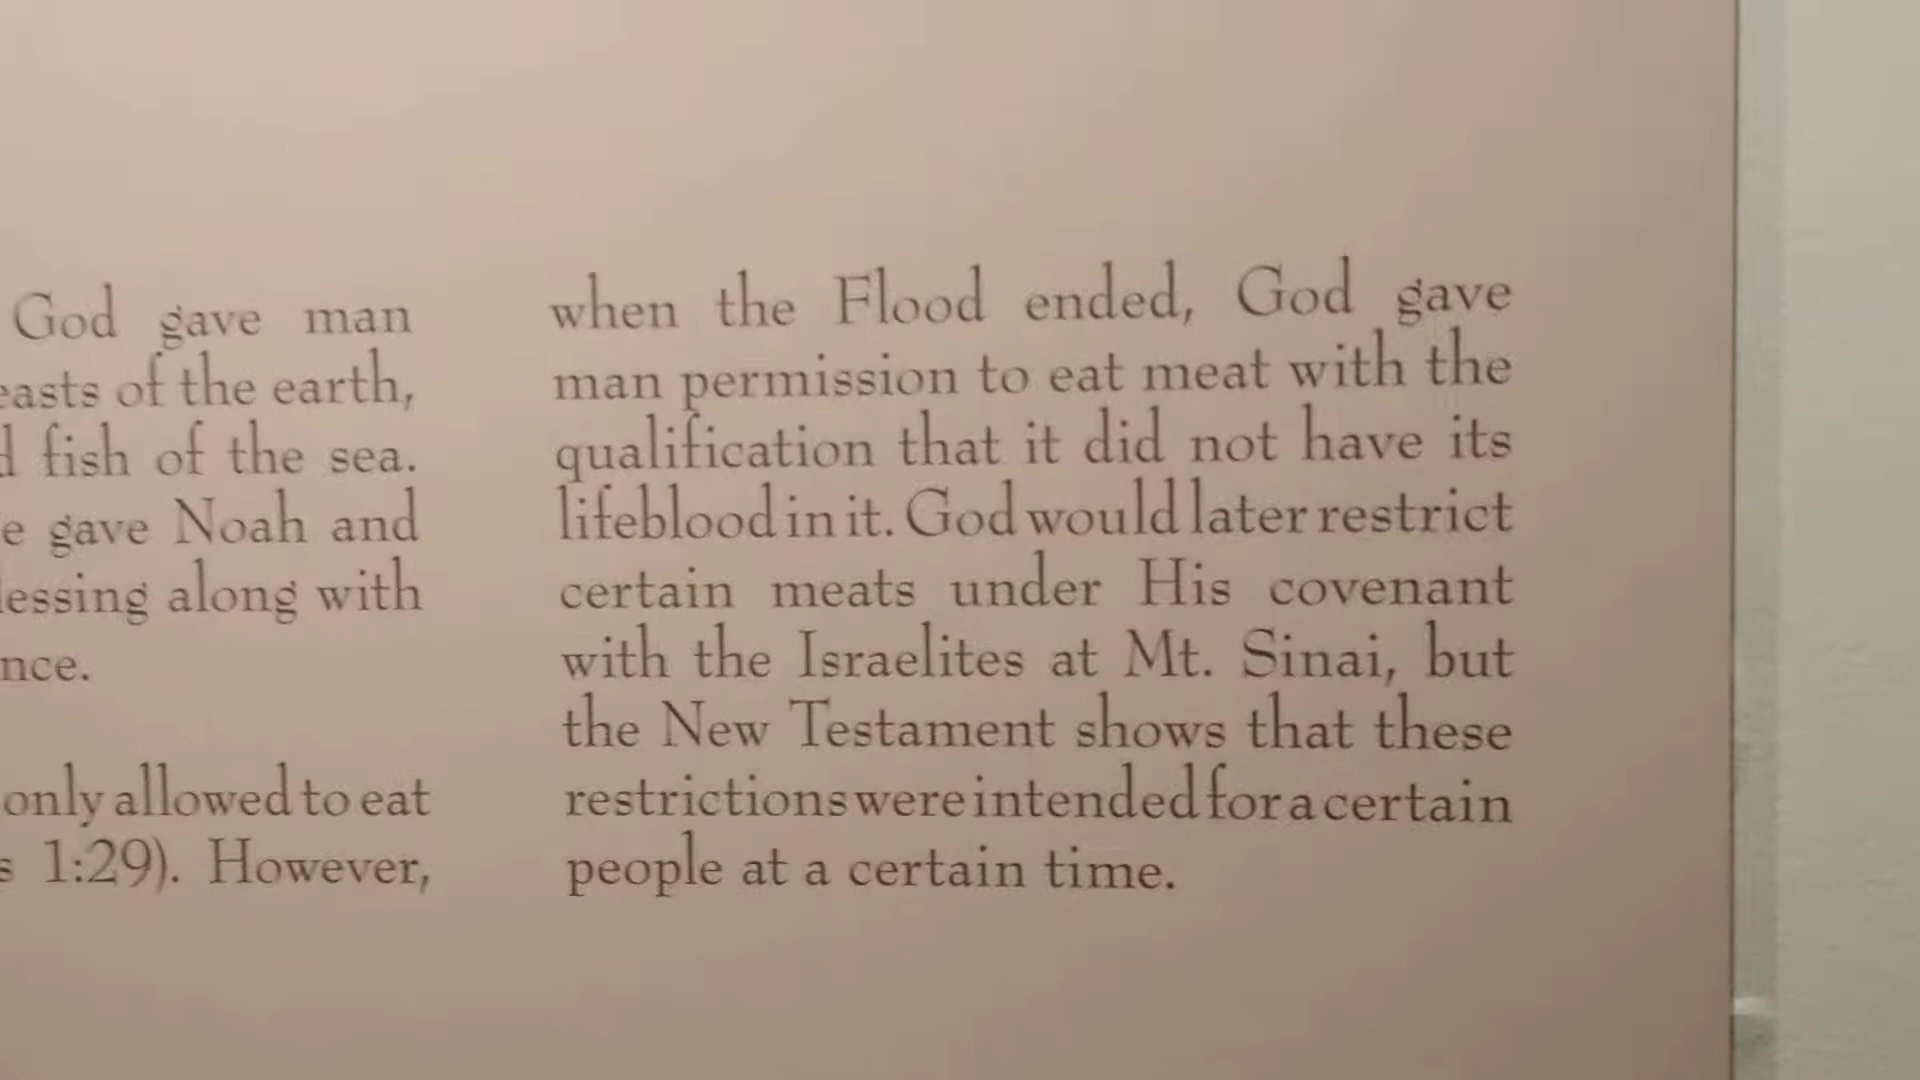 God gave man
of the earth,
fish of the sea.
gave Noah and
along with
only allowed to eat
1:29). However,
when the Flood ended, God gave
man permission to eat meat with the
qualification that it did not have its
lifeblood in it. God would later restrict
certain meats under His covenant
with the Israelites at Mt. Sinai, but
the New Testament shows that these
restrictions were intended for a certain
people at a certain time.